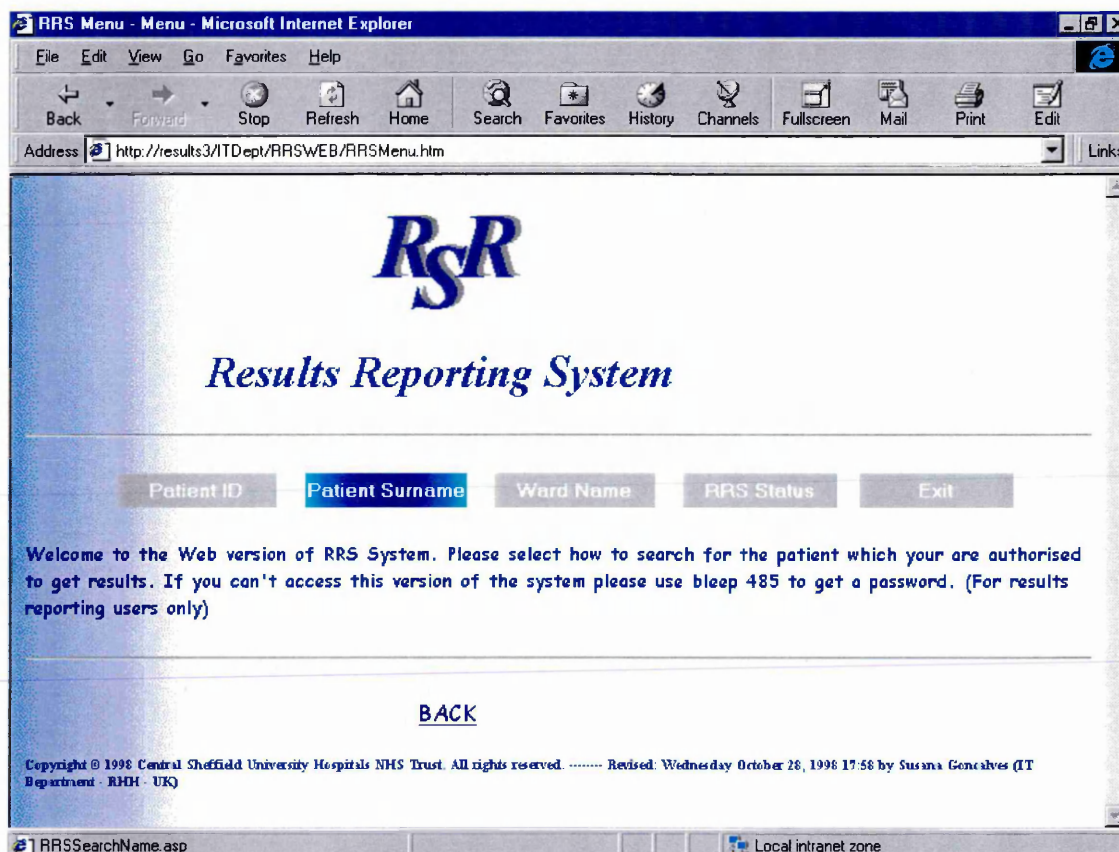 RRS Menu - Menu - Microsoft Internet Explorer
File Edit View Go Favorites Help
Back Forward Stop Refresh Home Search Favorites History Channels Fullscreen Mail Print Edit
Address http://results3/ITDept/RRSWEB/RRSMenu.htm Links
RSR
Results Reporting System
Patient ID Patient Surname Ward Name RRS Status Exit
Welcome to the Web version of RRS System. Please select how to search for the patient which your are authorised
to get results. If you can't access this version of the system please use bleep 485 to get a password. (For results
reporting users only)
BACK
Copyright © 1998 Central Sheffield University Hospitals NHS Trust. All rights reserved. -------- Revised: Wednesday October 28, 1998 17:58 by Susana Goncalves (IT
Department - RHH - UK)
RRSSearchName.asp Local intranet zone